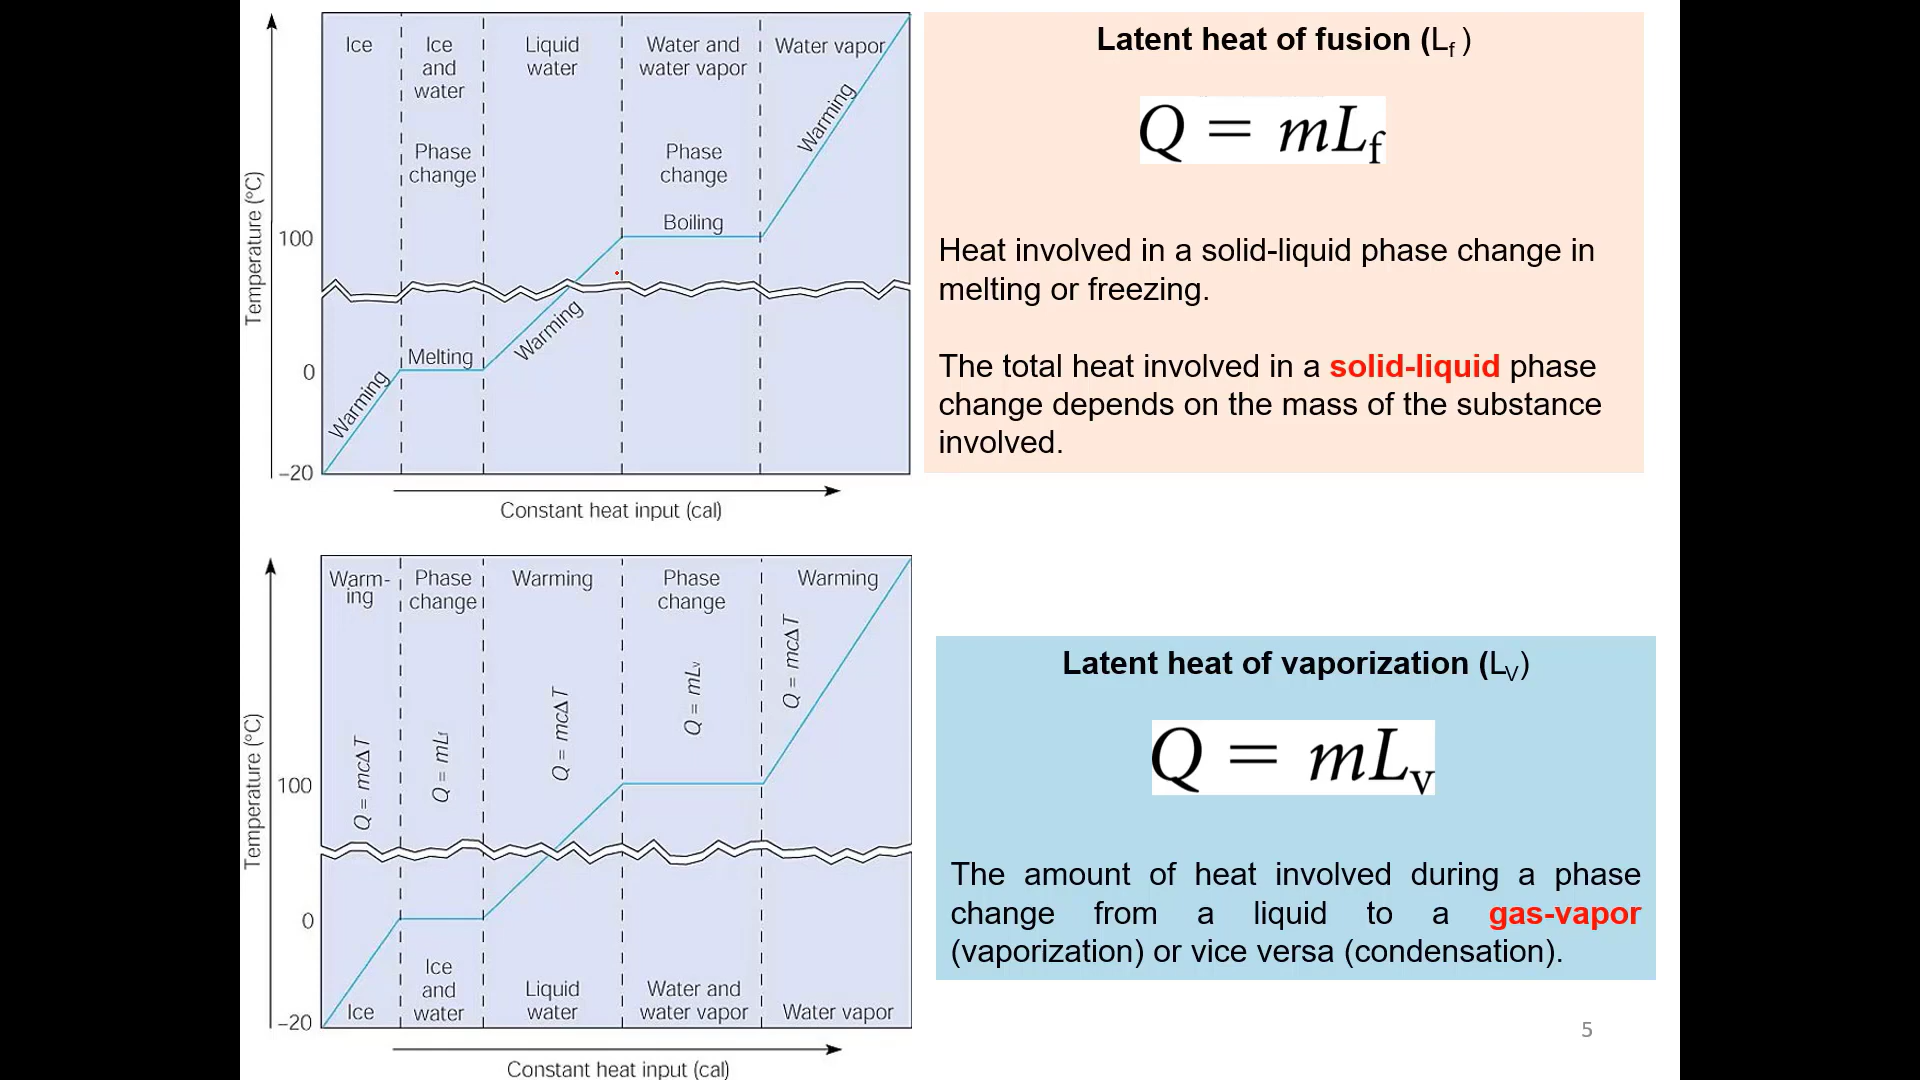 Ice
Ice
and
water
Liquid
water
Water and
water vapor
Water vapor
Phase
change
Phase
change
Warming
Boiling
Melting
Warming
Warming
Temperature (°C)
100
0
–20
Constant heat input (cal)
Latent heat of fusion (Lf )
Q = mLf
Heat involved in a solid-liquid phase change in
melting or freezing.
The total heat involved in a solid-liquid phase
change depends on the mass of the substance
involved.
Warm-
ing
Phase
change
Warming
Phase
change
Warming
Q = mcΔT
Q = mLf
Q = mcΔT
Q = mLv
Q = mcΔT
Temperature (°C)
100
0
–20
Ice
Ice
and
water
Liquid
water
Water and
water vapor
Water vapor
Constant heat input (cal)
Latent heat of vaporization (LV)
Q = mLv
The amount of heat involved during a phase
change from a liquid to a gas-vapor
(vaporization) or vice versa (condensation).
5